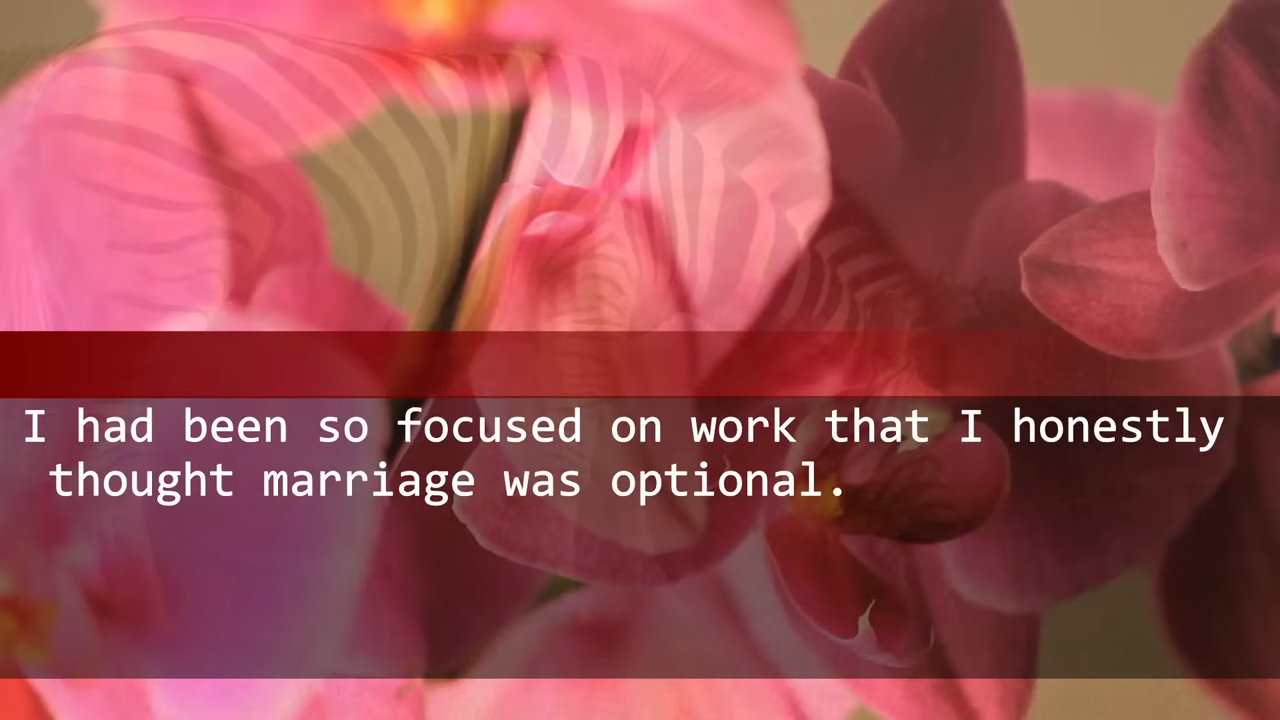 I had been so focused on work that I honestly
thought marriage was optional.